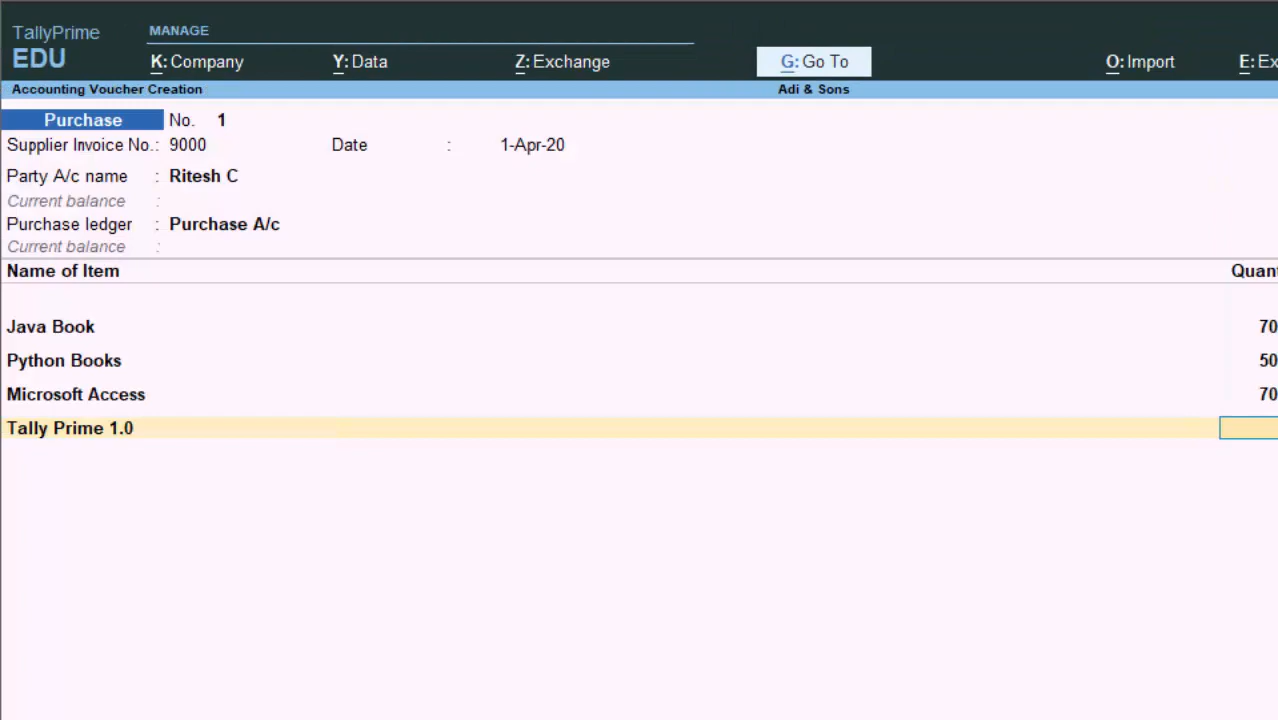 TallyPrime MANAGE
EDU K: Company Y: Data Z: Exchange G: Go To O: Import E: Ex
Accounting Voucher Creation Adi & Sons
Purchase No. 1
Supplier Invoice No.: 9000 Date : 1-Apr-20
Party A/c name : Ritesh C
Current balance :
Purchase ledger : Purchase A/c
Current balance :
Name of Item Quant
Java Book 70
Python Books 50
Microsoft Access 70
Tally Prime 1.0